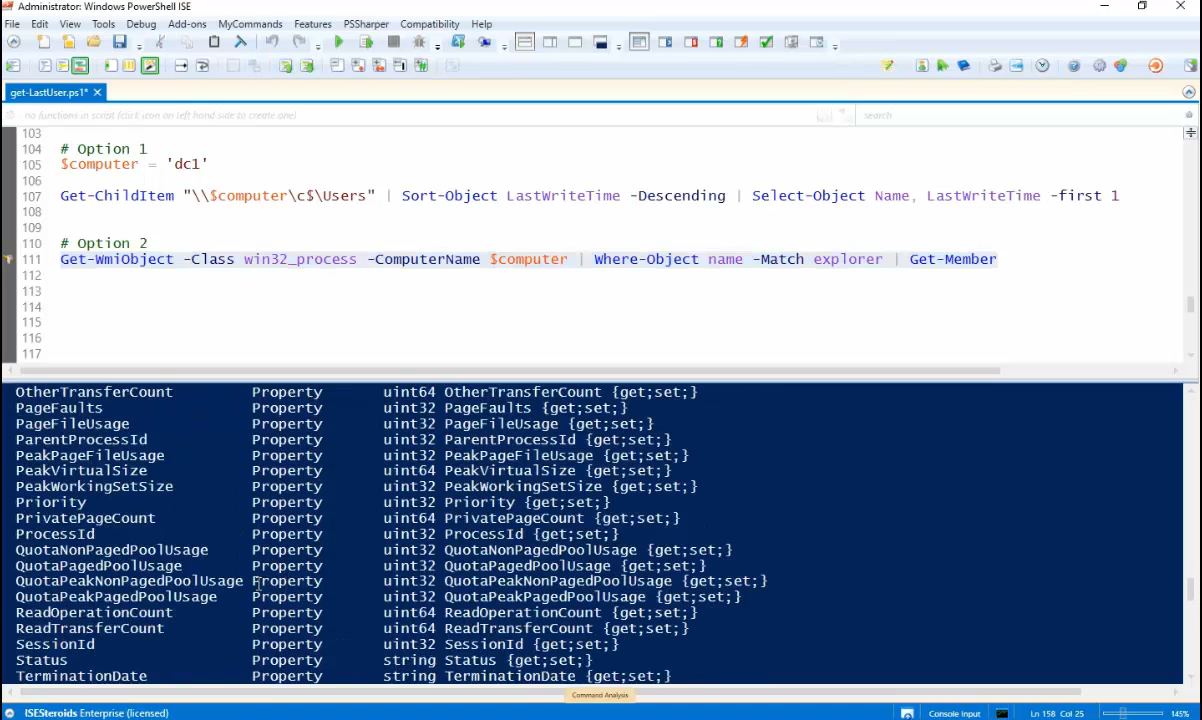 Administrator: Windows PowerShell ISE
File Edit View Tools Debug Add-ons MyCommands Features PSSharper Compatibility Help
get-LastUser.ps1* X
no functions in script (click icon on left hand side to create one) search
103
104 # Option 1
105 $computer = 'dc1'
106
107 Get-ChildItem "\\$computer\c$\Users" | Sort-Object LastWriteTime -Descending | Select-Object Name, LastWriteTime -first 1
108
109
110 # Option 2
111 Get-WmiObject -Class win32_process -ComputerName $computer | Where-Object name -Match explorer | Get-Member
112
113
114
115
116
117
OtherTransferCount Property uint64 OtherTransferCount {get;set;}
PageFaults Property uint32 PageFaults {get;set;}
PageFileUsage Property uint32 PageFileUsage {get;set;}
ParentProcessId Property uint32 ParentProcessId {get;set;}
PeakPageFileUsage Property uint32 PeakPageFileUsage {get;set;}
PeakVirtualSize Property uint64 PeakVirtualSize {get;set;}
PeakWorkingSetSize Property uint32 PeakWorkingSetSize {get;set;}
Priority Property uint32 Priority {get;set;}
PrivatePageCount Property uint64 PrivatePageCount {get;set;}
ProcessId Property uint32 ProcessId {get;set;}
QuotaNonPagedPoolUsage Property uint32 QuotaNonPagedPoolUsage {get;set;}
QuotaPagedPoolUsage Property uint32 QuotaPagedPoolUsage {get;set;}
QuotaPeakNonPagedPoolUsage Property uint32 QuotaPeakNonPagedPoolUsage {get;set;}
QuotaPeakPagedPoolUsage Property uint32 QuotaPeakPagedPoolUsage {get;set;}
ReadOperationCount Property uint64 ReadOperationCount {get;set;}
ReadTransferCount Property uint64 ReadTransferCount {get;set;}
SessionId Property uint32 SessionId {get;set;}
Status Property string Status {get;set;}
TerminationDate Property string TerminationDate {get;set;}
Command Analysis
ISESteroids Enterprise (licensed) Console Input Ln 158 Col 25 145%